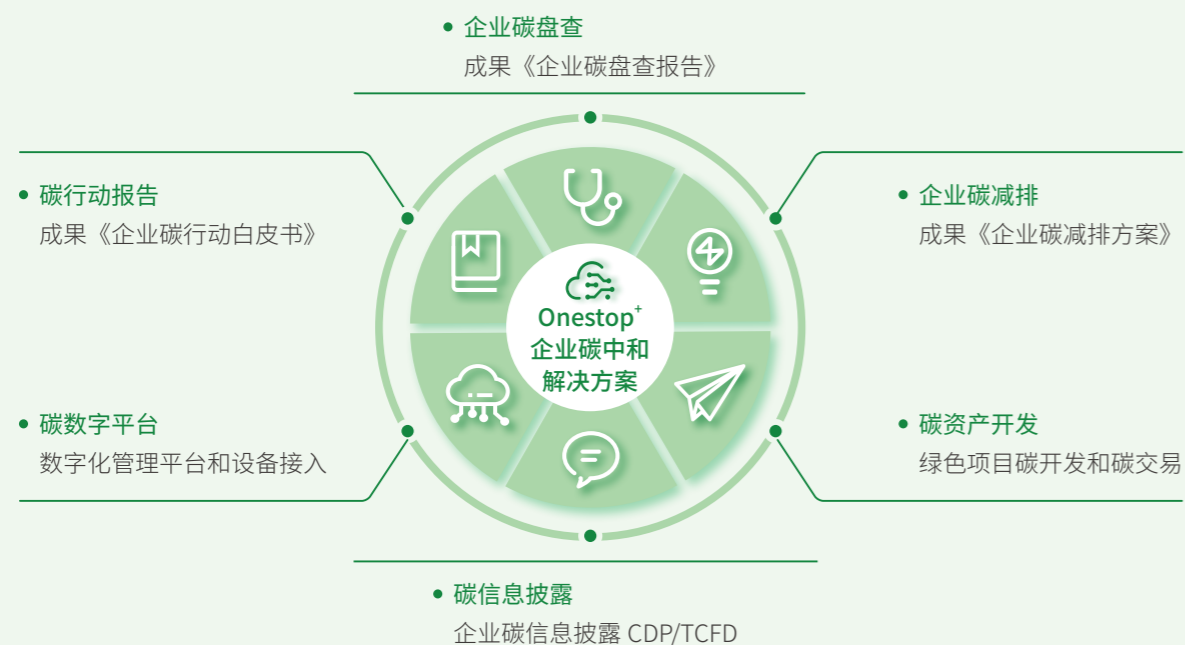 企业碳盘查
成果《企业碳盘查报告》
碳行动报告
成果《企业碳行动白皮书》
企业碳减排
成果《企业碳减排方案》
Onestop⁺
企业碳中和
解决方案
碳数字平台
数字化管理平台和设备接入
碳资产开发
绿色项目碳开发和碳交易
碳信息披露
企业碳信息披露 CDP/TCFD